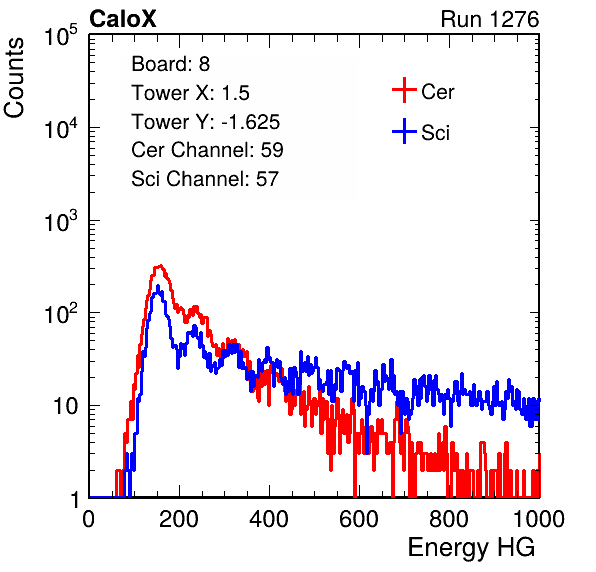 CaloX Run 1276
Counts
10^5
10^4
10^3
10^2
10
1
Board: 8
Tower X: 1.5
Tower Y: -1.625
Cer Channel: 59
Sci Channel: 57
Cer
Sci
0 200 400 600 800 1000
Energy HG